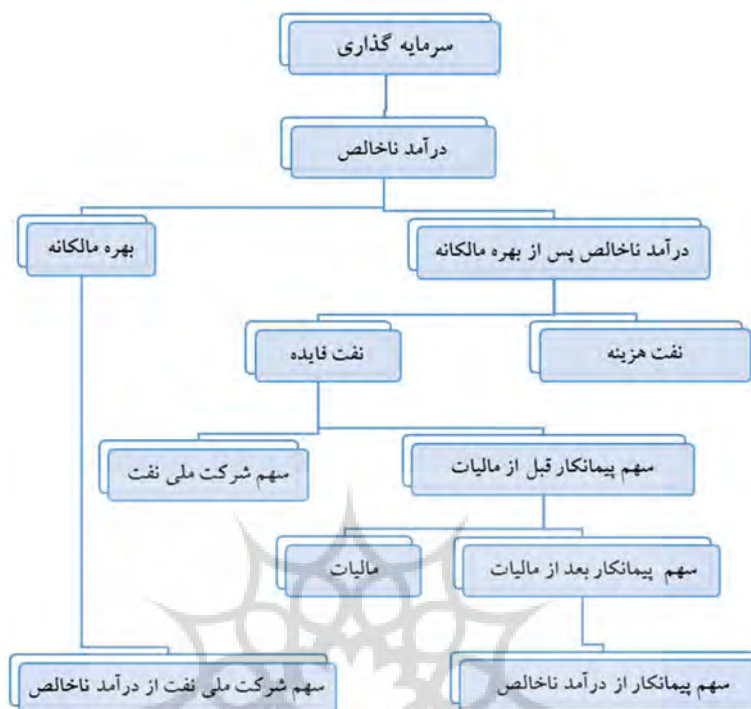 سرمایه گذاری
درآمد ناخالص
درآمد ناخالص پس از بهره مالکانه
بهره مالکانه
نفت هزینه
نفت فایده
سهم پیمانکار قبل از مالیات
سهم شرکت ملی نفت
سهم پیمانکار بعد از مالیات
مالیات
سهم پیمانکار از درآمد ناخالص
سهم شرکت ملی نفت از درآمد ناخالص